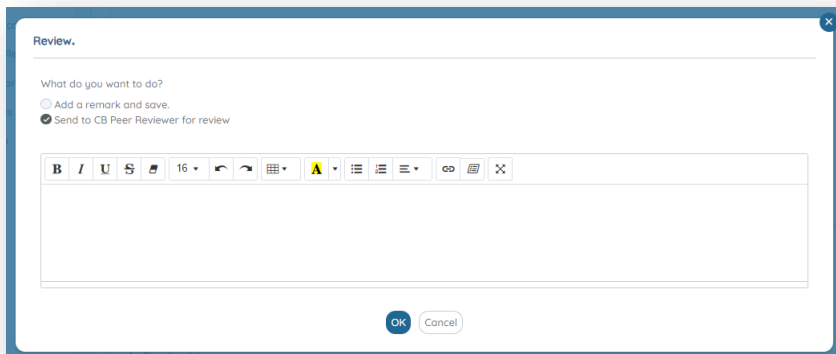 Review.
What do you want to do?
Add a remark and save.
Send to CB Peer Reviewer for review
B I U S 16 A
OK Cancel